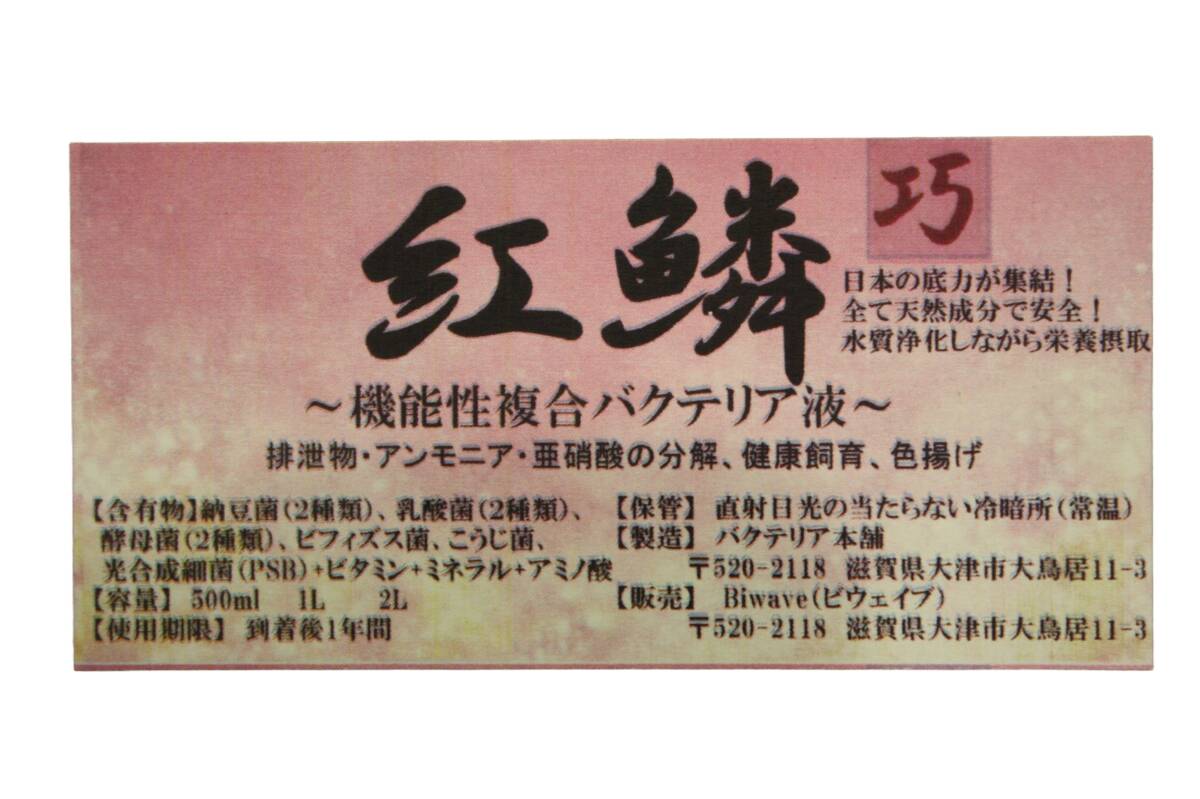 紅鱗
巧
日本の底力が集結！
全て天然成分で安全！
水質浄化しながら栄養摂取
～機能性複合バクテリア液～
排泄物・アンモニア・亜硝酸の分解、健康飼育、色揚げ
【含有物】納豆菌(2種類)、乳酸菌(2種類)、
酵母菌(2種類)、ビフィズス菌、こうじ菌、
光合成細菌(PSB)+ビタミン+ミネラル+アミノ酸
【容量】 500ml 1L 2L
【使用期限】 到着後1年間
【保管】 直射日光の当たらない冷暗所(常温)
【製造】 バクテリア本舗
〒520-2118 滋賀県大津市大鳥居11-3
【販売】 Biwave(ビウェイブ)
〒520-2118 滋賀県大津市大鳥居11-3